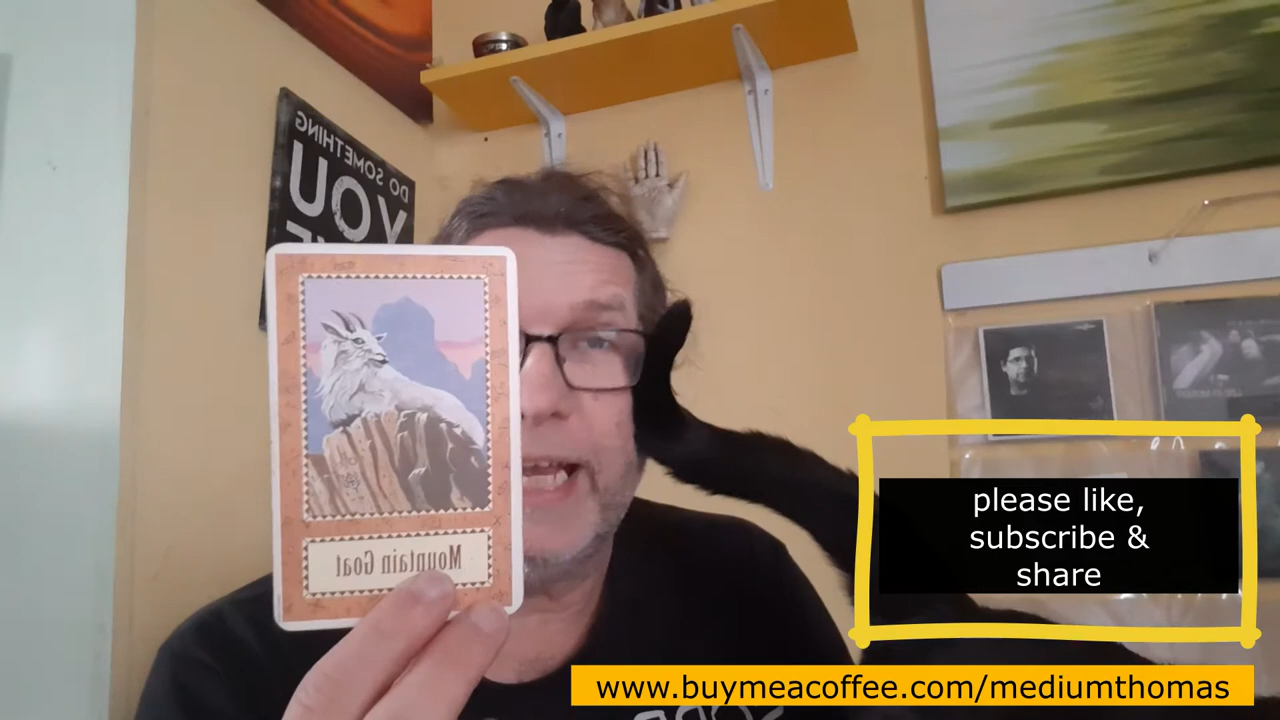 DO SOMETHING
YOU
Mountain Goat
please like,
subscribe &
share
www.buymeacoffee.com/mediumthomas